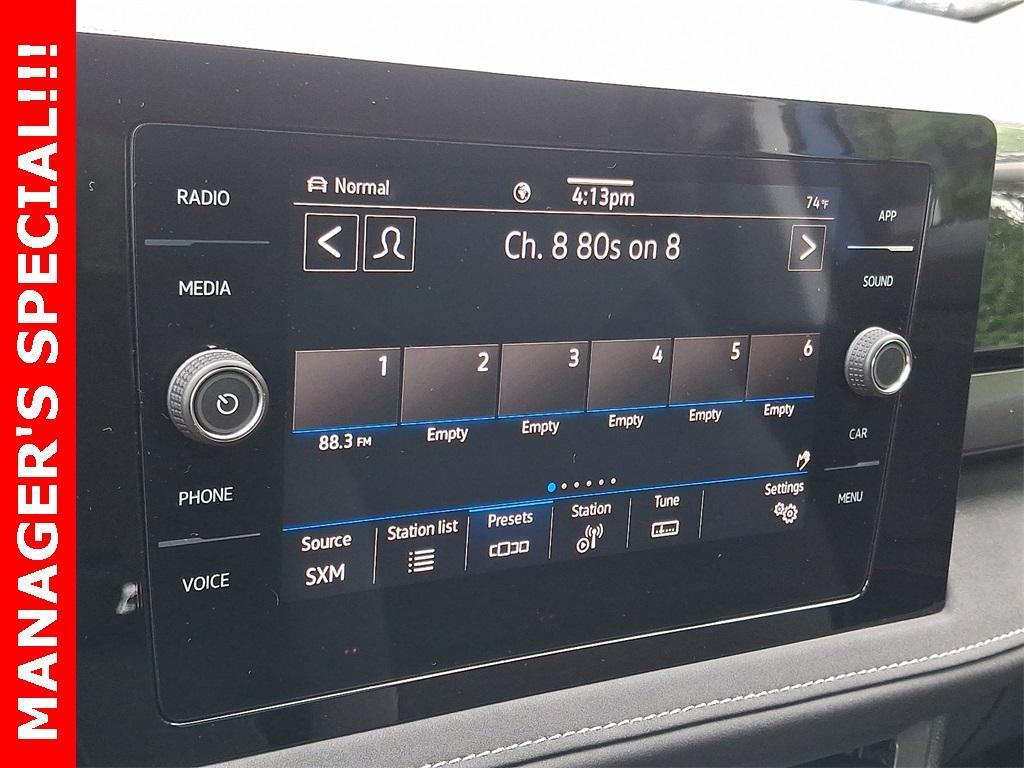 MANAGER'S SPECIAL!!!
RADIO
MEDIA
PHONE
VOICE
Normal
4:13pm
74°F
Ch. 8 80s on 8
1 2 3 4 5 6
88.3 FM Empty Empty Empty Empty Empty
Source Station list Presets Station Tune Settings
SXM
APP
SOUND
CAR
MENU